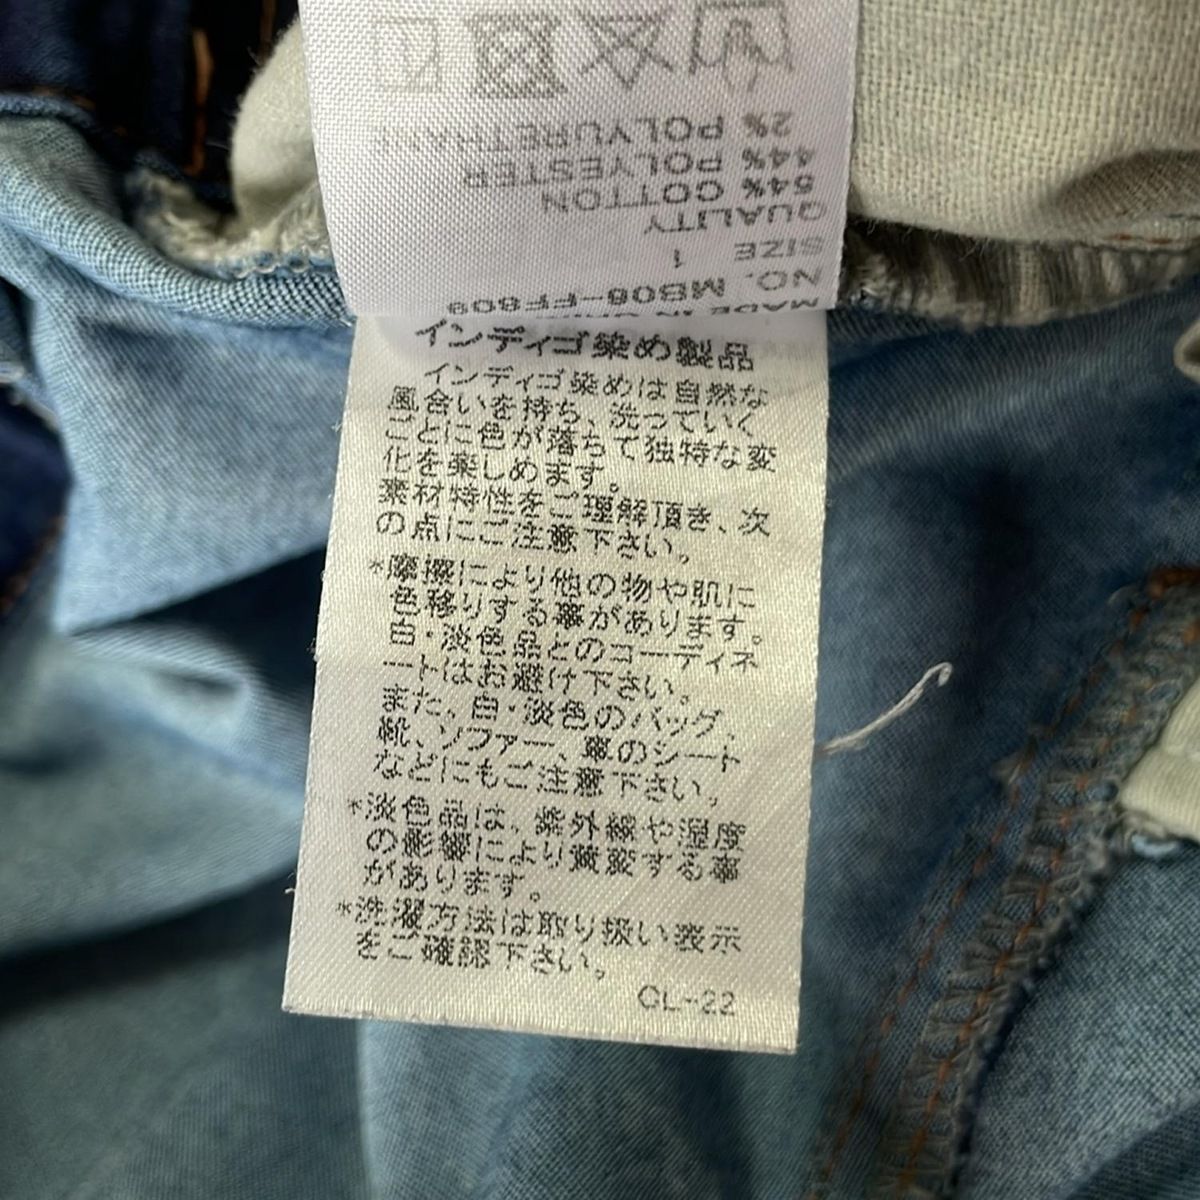 インディゴ染め製品
インディゴ染めは自然な
風合いを持ち、洗っていく
ごとに色が落ちて独特な変
化を楽しめます。
素材特性をご理解頂き、次
の点にご注意下さい。
*摩擦により他の物や肌に
色移りする事があります。
白・淡色品とのコーディネ
ートはお避け下さい。
また、白・淡色のバッグ、
靴、ソファー、車のシート
などにもご注意下さい。
*淡色品は、紫外線や湿度
の影響により黄変する事
があります。
*洗濯方法は取り扱い表示
をご確認下さい。
CL-22
MADE IN
NO. MB06-FF809
SIZE 1
QUALITY
54% COTTON
44% POLYESTER
2% POLYURETHANE